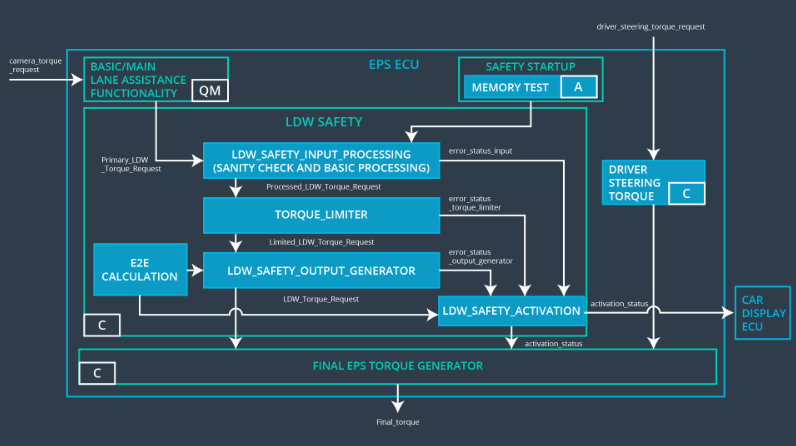 driver_steering_torque_request
camera_torque
_request
EPS ECU
BASIC/MAIN
LANE ASSISTANCE
FUNCTIONALITY
QM
SAFETY STARTUP
MEMORY TEST
A
LDW SAFETY
Primary_LDW
_Torque_Request
LDW_SAFETY_INPUT_PROCESSING
(SANITY CHECK AND BASIC PROCESSING)
error_status_input
DRIVER
STEERING
TORQUE
C
Processed_LDW_Torque_Request
TORQUE_LIMITER
error_status
_torque_limiter
Limited_LDW_Torque_Request
E2E
CALCULATION
LDW_SAFETY_OUTPUT_GENERATOR
error_status
_output_generator
LDW_Torque_Request
LDW_SAFETY_ACTIVATION
activation_status
CAR
DISPLAY
ECU
C
activation_status
FINAL EPS TORQUE GENERATOR
C
Final_torque